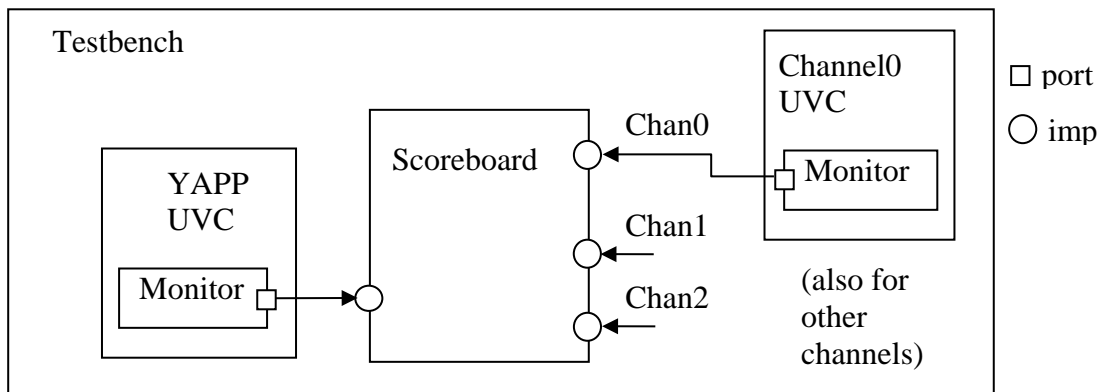 Testbench
YAPP
UVC
Monitor
Scoreboard
Chan0
Chan1
Chan2
Channel0
UVC
Monitor
(also for
other
channels)
port
imp